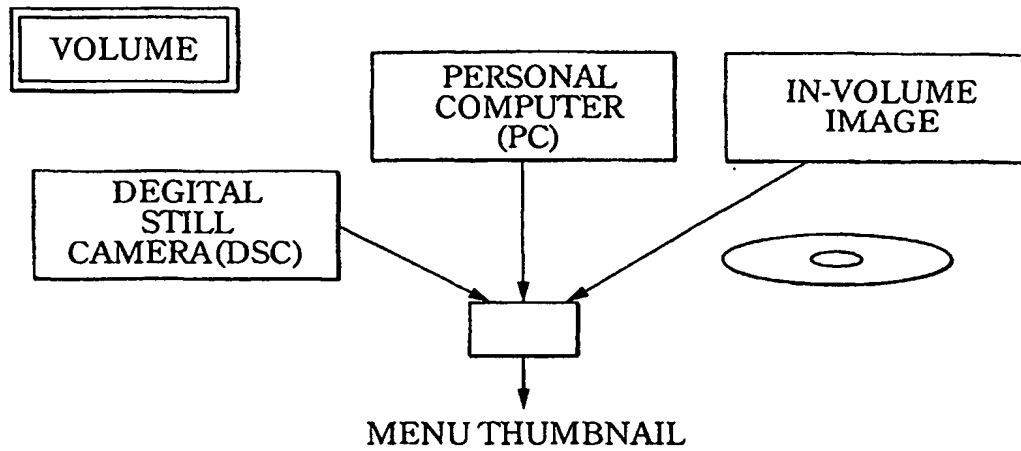 VOLUME
PERSONAL
COMPUTER
(PC)
IN-VOLUME
IMAGE
DEGITAL
STILL
CAMERA(DSC)
MENU THUMBNAIL